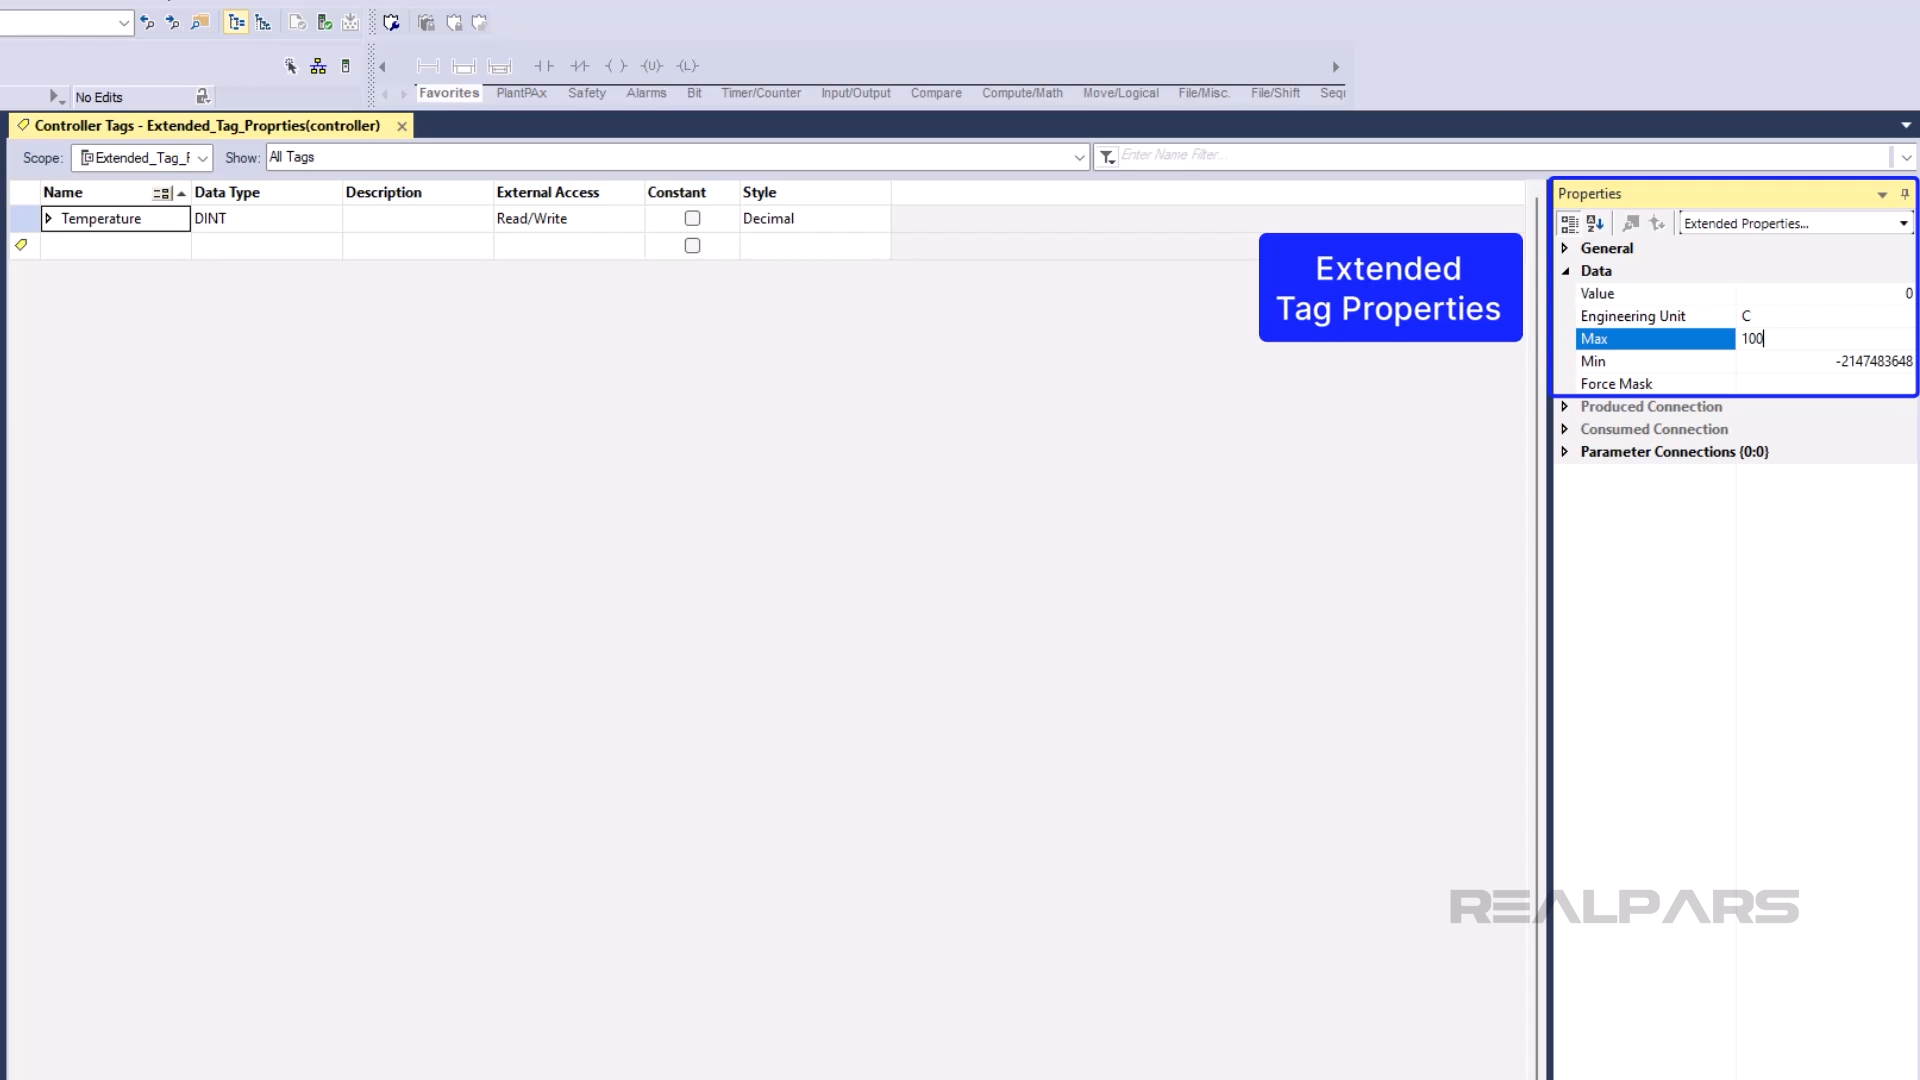 No Edits
Favorites PlantPAx Safety Alarms Bit Timer/Counter Input/Output Compare Compute/Math Move/Logical File/Misc. File/Shift Sequ
Controller Tags - Extended_Tag_Proprties(controller)
Scope: Extended_Tag_F Show: All Tags Enter Name Filter...
Name Data Type Description External Access Constant Style
Temperature DINT Read/Write Decimal
Extended
Tag Properties
Properties
Extended Properties...
General
Data
Value 0
Engineering Unit C
Max 100
Min -2147483648
Force Mask
Produced Connection
Consumed Connection
Parameter Connections {0:0}
REALPARS